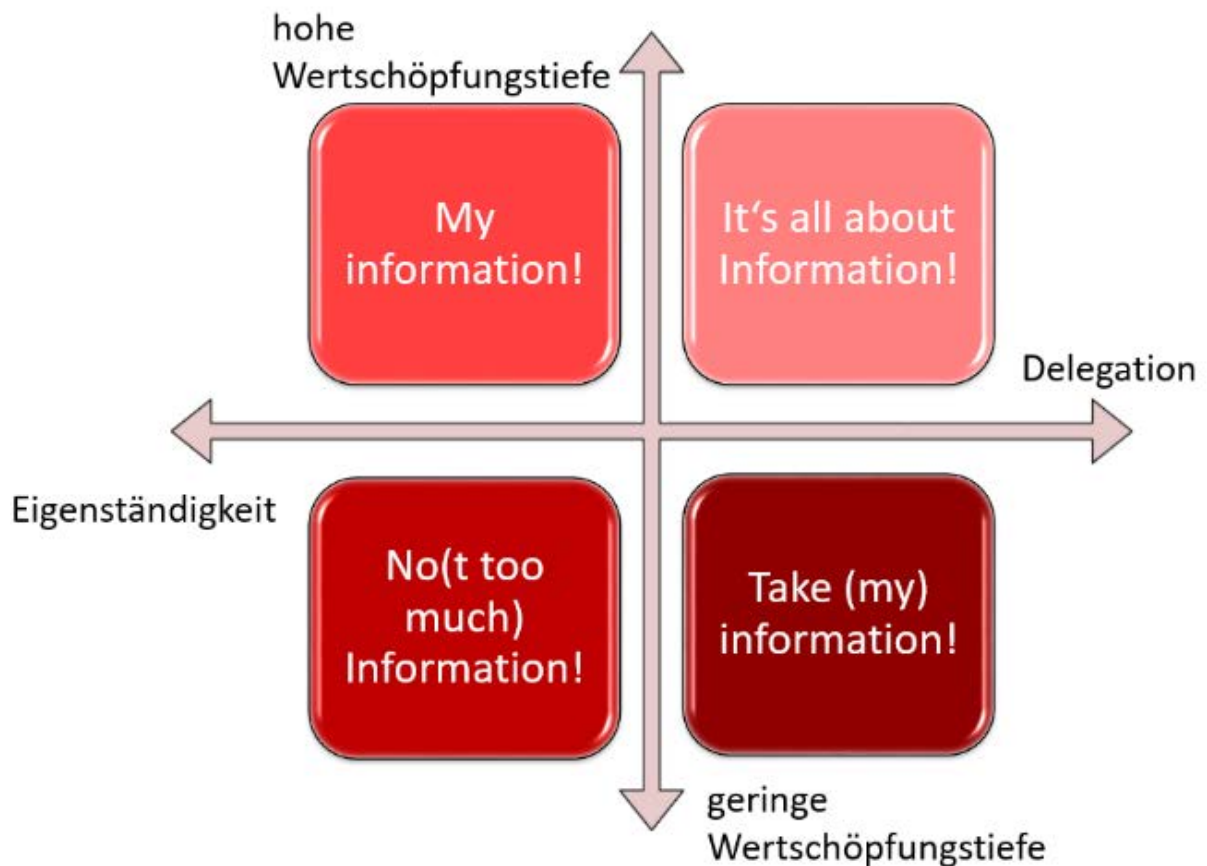 hohe
Wertschöpfungstiefe
My
information!
It‘s all about
Information!
Delegation
Eigenständigkeit
No(t too
much)
Information!
Take (my)
information!
geringe
Wertschöpfungstiefe